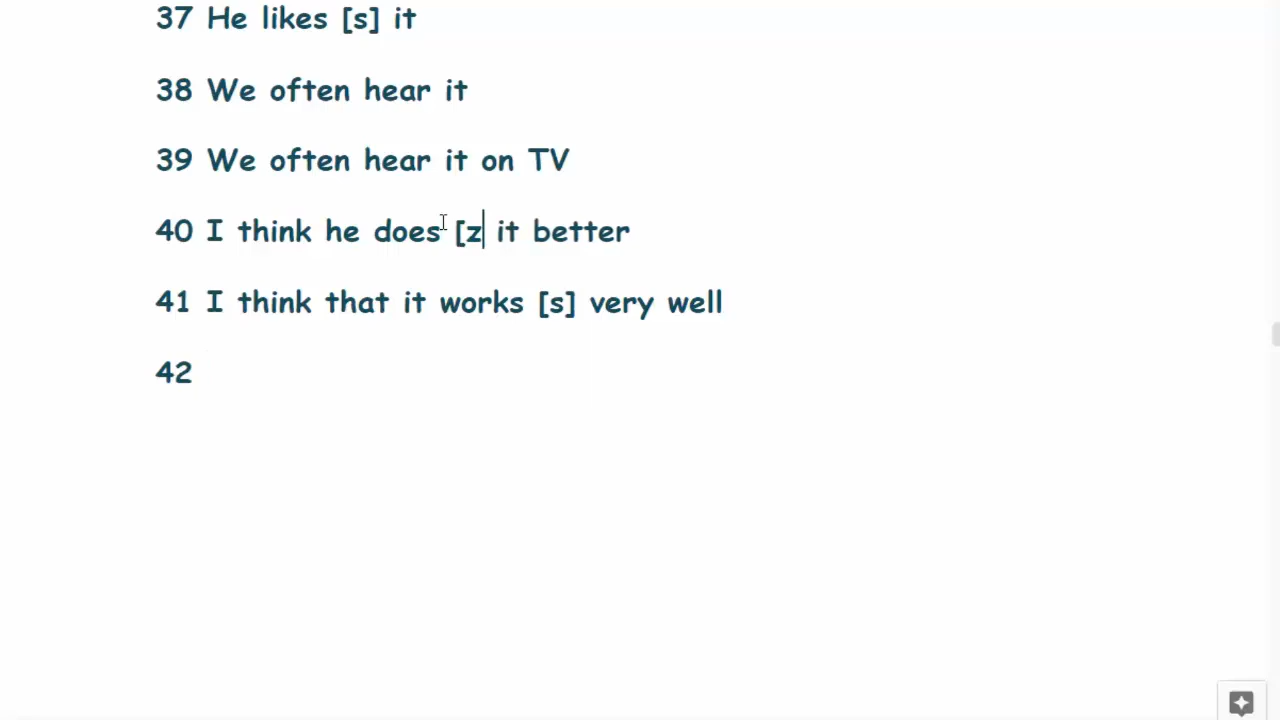 37 He likes [s] it
38 We often hear it
39 We often hear it on TV
40 I think he does [z it better
41 I think that it works [s] very well
42